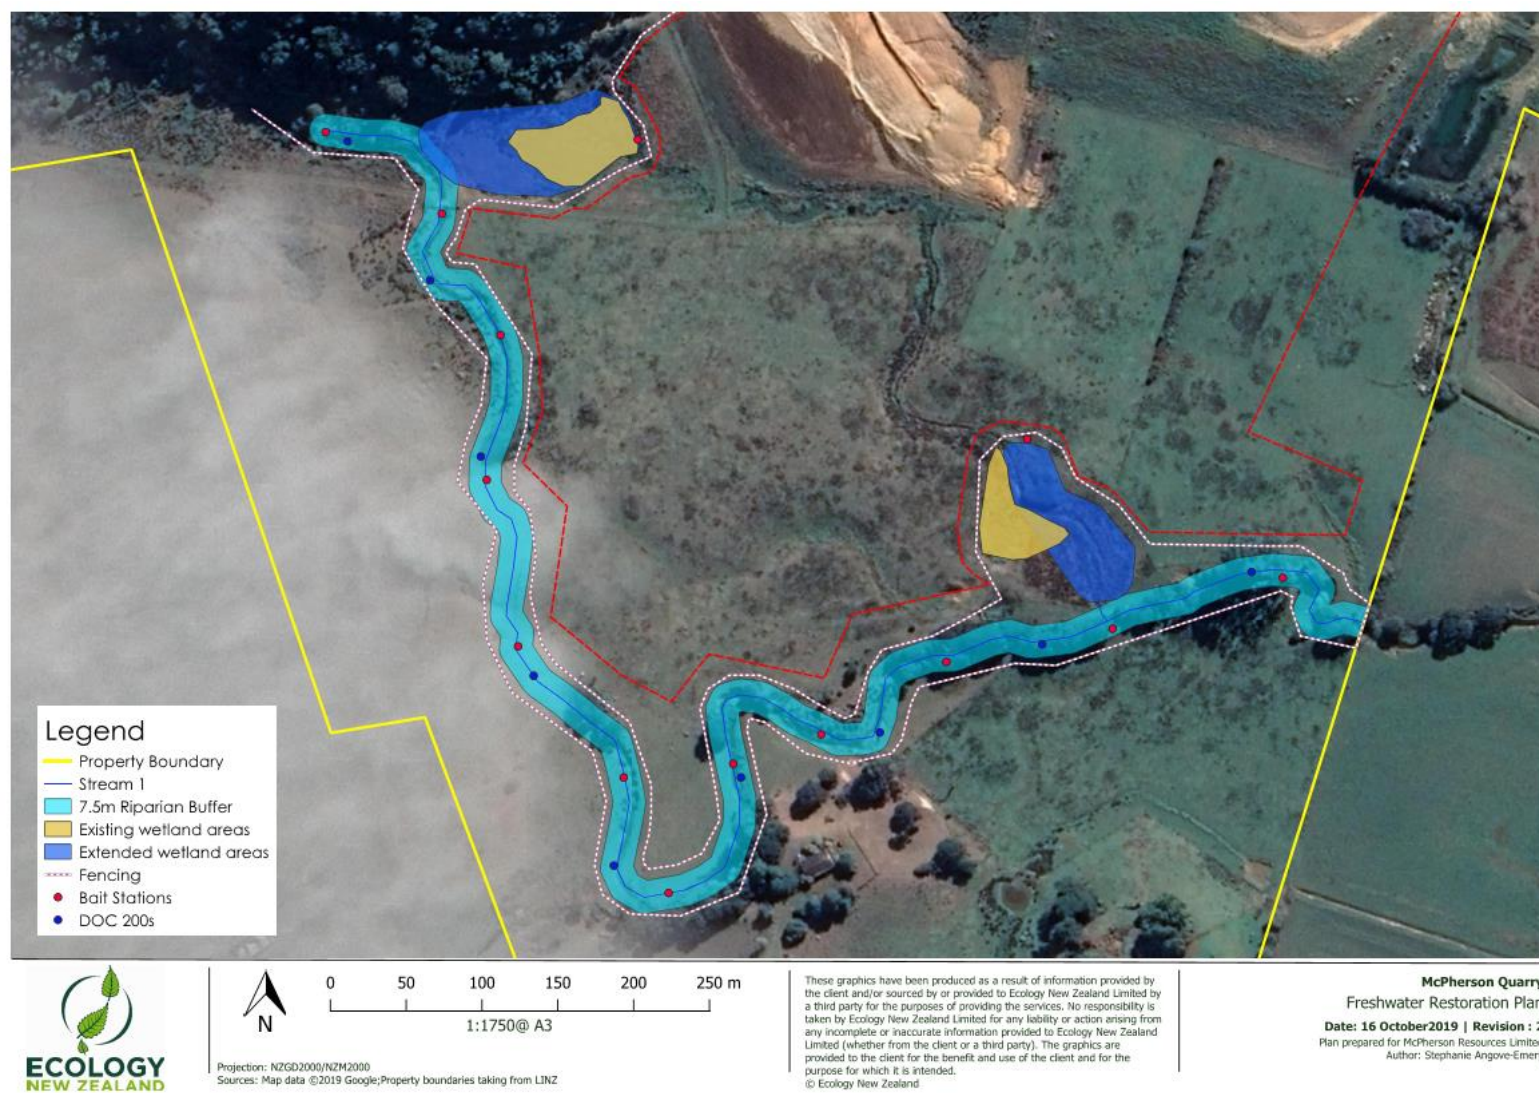 Legend
Property Boundary
Stream 1
7.5m Riparian Buffer
Existing wetland areas
Extended wetland areas
Fencing
Bait Stations
DOC 200s
ECOLOGY
NEW ZEALAND
N
0 50 100 150 200 250 m
1:1750@ A3
Projection: NZGD2000/NZM2000
Sources: Map data ©2019 Google;Property boundaries taking from LINZ
These graphics have been produced as a result of information provided by
the client and/or sourced by or provided to Ecology New Zealand Limited by
a third party for the purposes of providing the services. No responsibility is
taken by Ecology New Zealand Limited for any liability or action arising from
any incomplete or inaccurate information provided to Ecology New Zealand
Limited (whether from the client or a third party). The graphics are
provided to the client for the benefit and use of the client and for the
purpose for which it is intended.
© Ecology New Zealand
McPherson Quarry
Freshwater Restoration Plan
Date: 16 October2019 | Revision : 2
Plan prepared for McPherson Resources Limited
Author: Stephanie Angove-Emer